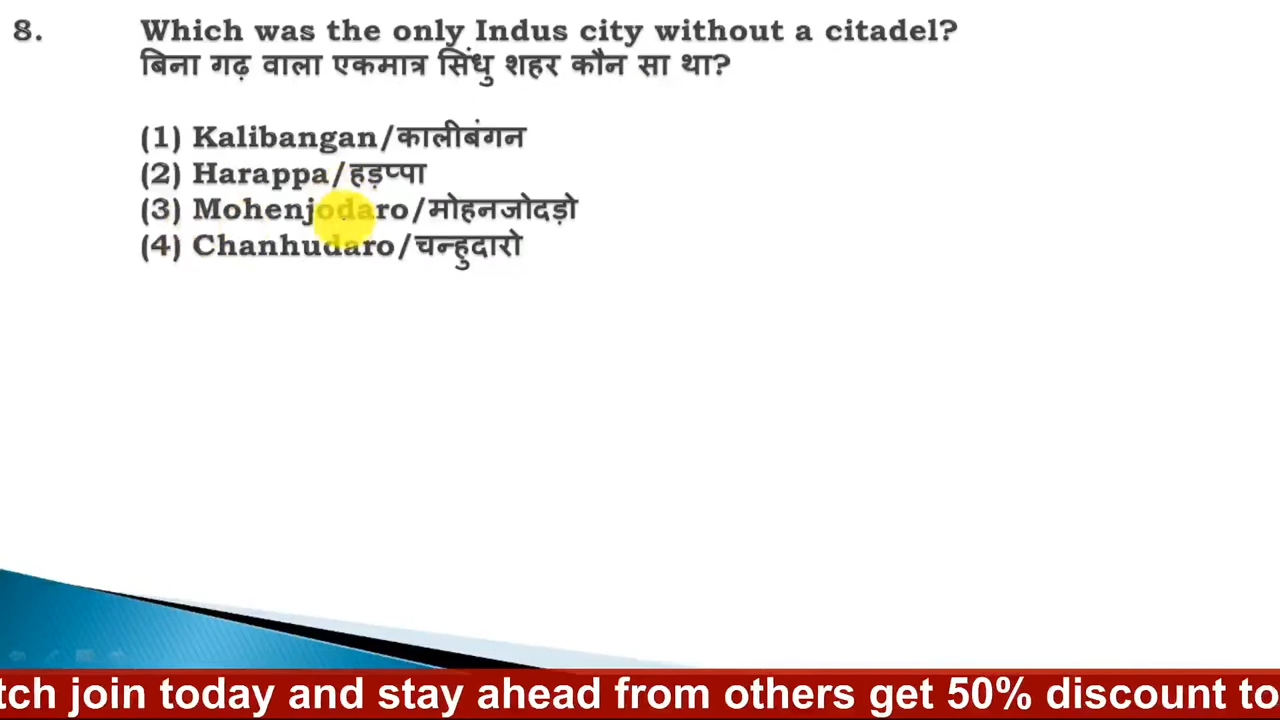 8. Which was the only Indus city without a citadel?
बिना गढ़ वाला एकमात्र सिंधु शहर कौन सा था?
(1) Kalibangan/कालीबंगन
(2) Harappa/हड़प्पा
(3) Mohenjodaro/मोहनजोदड़ो
(4) Chanhudaro/चन्हुदारो
tch join today and stay ahead from others get 50% discount to